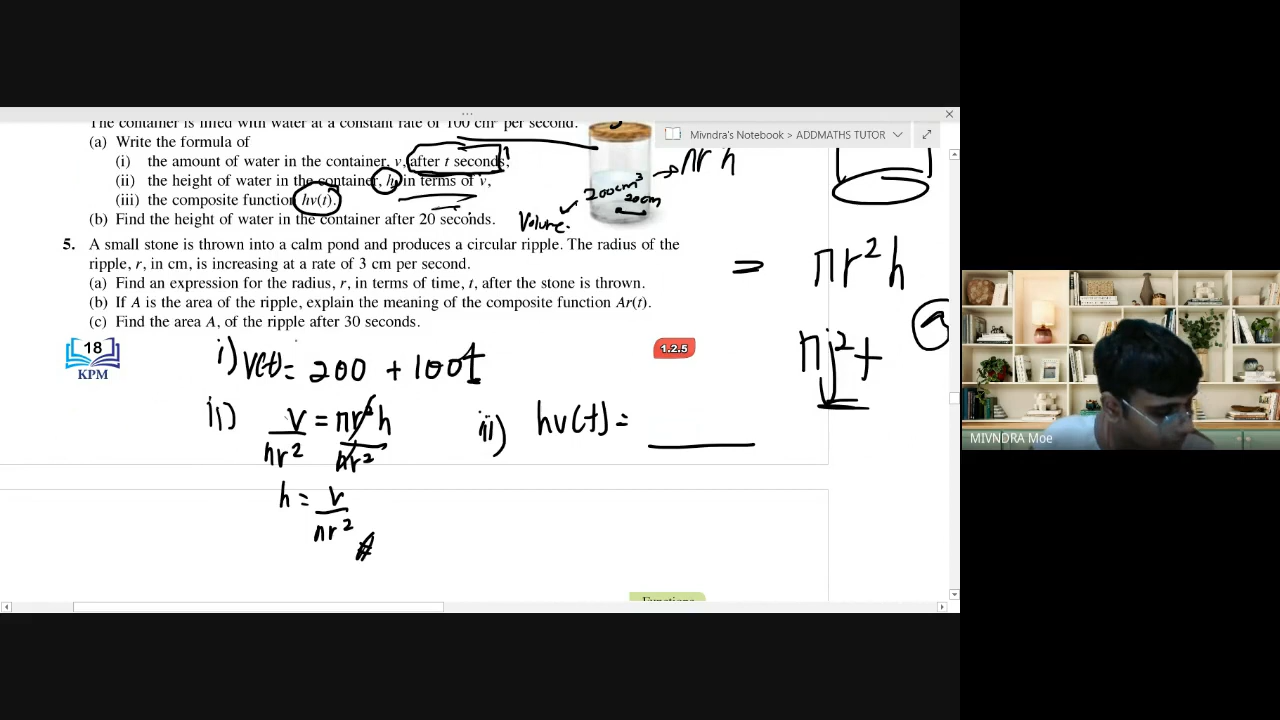 The container is filled with water at a constant rate of 100 cm³ per second.
(a) Write the formula of
(i) the amount of water in the container, v, after t seconds,
(ii) the height of water in the container, h, in terms of v,
(iii) the composite function hv(t).
(b) Find the height of water in the container after 20 seconds.
200cm³
20cm
Volume.
πr h
Mivndra's Notebook > ADDMATHS TUTOR
5. A small stone is thrown into a calm pond and produces a circular ripple. The radius of the
ripple, r, in cm, is increasing at a rate of 3 cm per second.
(a) Find an expression for the radius, r, in terms of time, t, after the stone is thrown.
(b) If A is the area of the ripple, explain the meaning of the composite function Ar(t).
(c) Find the area A, of the ripple after 30 seconds.
= πr²h
πj²t
18
KPM
1.2.5
i) V(t) = 200 + 100t
ii) v = πr²h
πr² πr²
h = v
πr²
iii) hv(t) =
Functions
MIVNDRA Moe